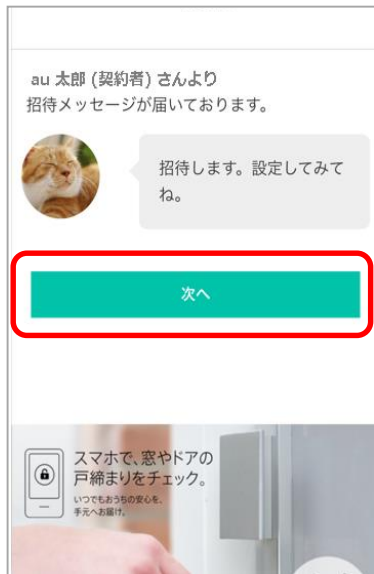 au 太郎 (契約者) さんより
招待メッセージが届いております。
招待します。設定してみて
ね。
次へ
スマホで、窓やドアの
戸締まりをチェック。
いつでもおうちの安心を、
手元へお届け。